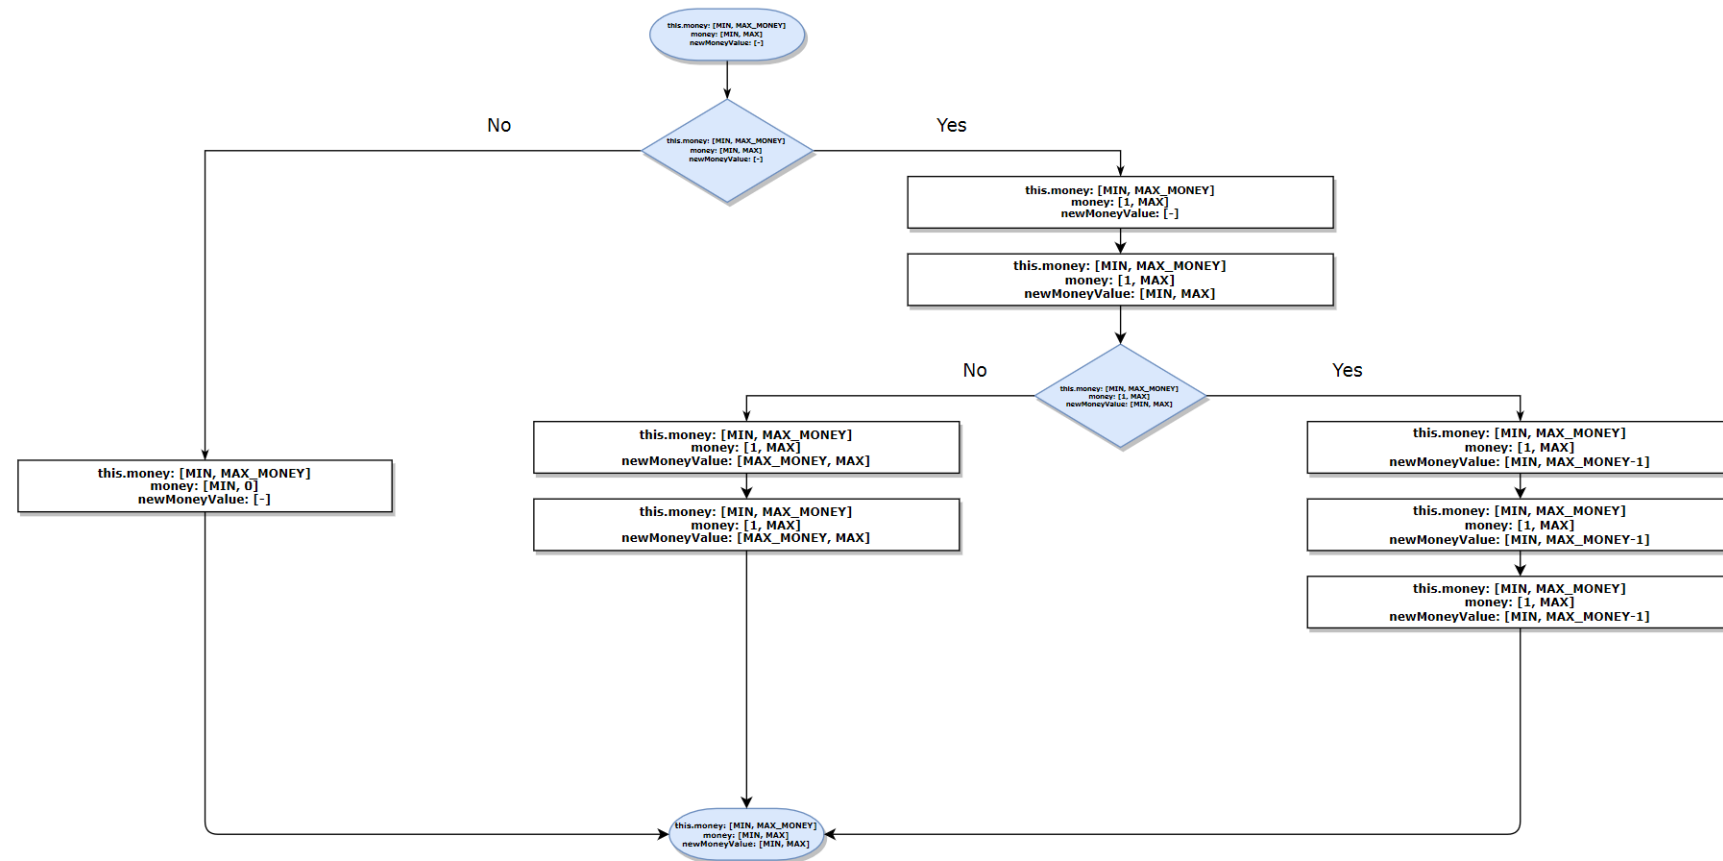 this.money: [MIN, MAX_MONEY]
money: [MIN, MAX]
newMoneyValue: [-]
No
Yes
this.money: [MIN, MAX_MONEY]
money: [MIN, MAX]
newMoneyValue: [-]
this.money: [MIN, MAX_MONEY]
money: [1, MAX]
newMoneyValue: [-]
this.money: [MIN, MAX_MONEY]
money: [1, MAX]
newMoneyValue: [MIN, MAX]
No
Yes
this.money: [MIN, MAX_MONEY]
money: [1, MAX]
newMoneyValue: [MIN, MAX]
this.money: [MIN, MAX_MONEY]
money: [MIN, 0]
newMoneyValue: [-]
this.money: [MIN, MAX_MONEY]
money: [1, MAX]
newMoneyValue: [MAX_MONEY, MAX]
this.money: [MIN, MAX_MONEY]
money: [1, MAX]
newMoneyValue: [MAX_MONEY, MAX]
this.money: [MIN, MAX_MONEY]
money: [1, MAX]
newMoneyValue: [MIN, MAX_MONEY-1]
this.money: [MIN, MAX_MONEY]
money: [1, MAX]
newMoneyValue: [MIN, MAX_MONEY-1]
this.money: [MIN, MAX_MONEY]
money: [1, MAX]
newMoneyValue: [MIN, MAX_MONEY-1]
this.money: [MIN, MAX_MONEY]
money: [MIN, MAX]
newMoneyValue: [MIN, MAX]